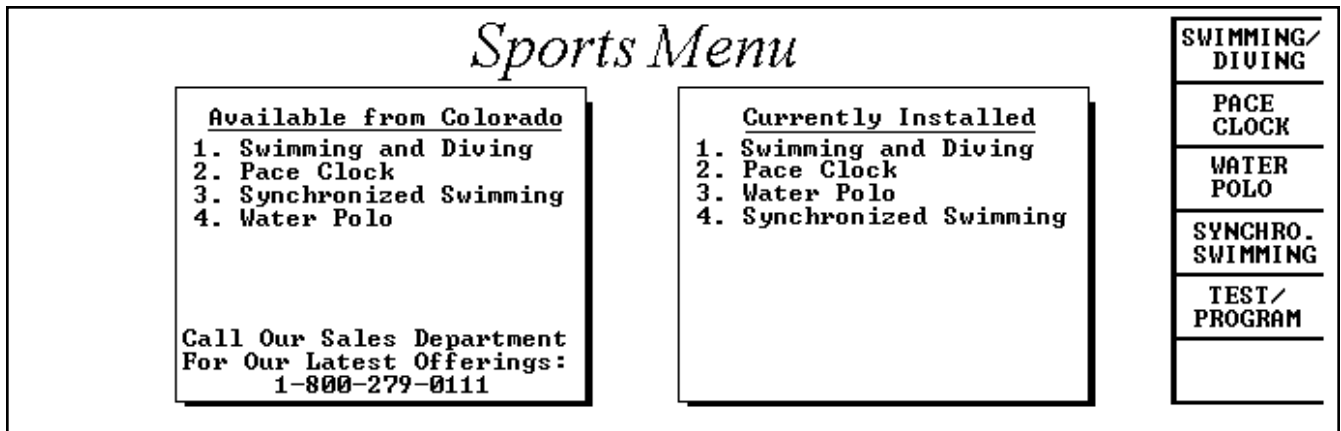 Sports Menu
Available from Colorado
1. Swimming and Diving
2. Pace Clock
3. Synchronized Swimming
4. Water Polo
Call Our Sales Department
For Our Latest Offerings:
1-800-279-0111
Currently Installed
1. Swimming and Diving
2. Pace Clock
3. Water Polo
4. Synchronized Swimming
SWIMMING/
DIVING
PACE
CLOCK
WATER
POLO
SYNCHRO.
SWIMMING
TEST/
PROGRAM